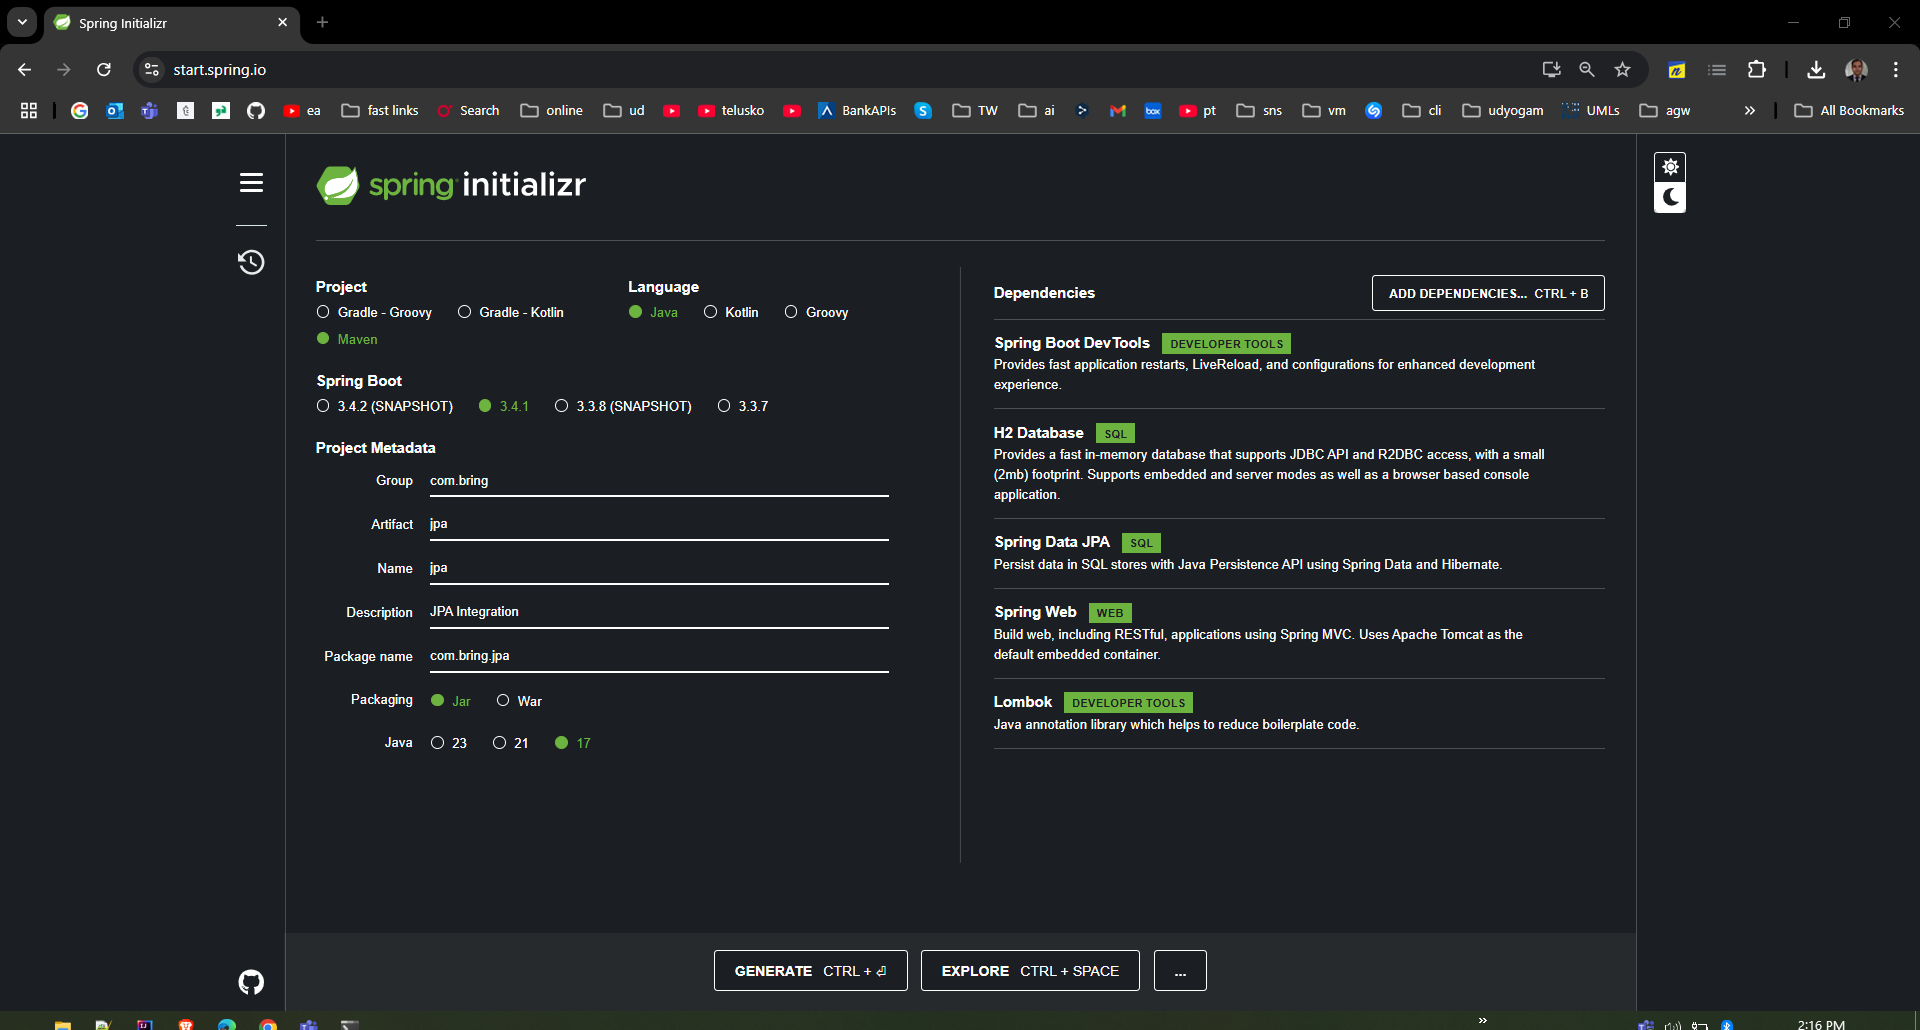 Spring Initializr
start.spring.io
ea
fast links
Search
online
ud
telusko
BankAPIs
TW
ai
box
pt
sns
vm
cli
udyogam
UMLs
agw
All Bookmarks
spring initializr
Project
Gradle - Groovy
Gradle - Kotlin
Maven
Language
Java
Kotlin
Groovy
Spring Boot
3.4.2 (SNAPSHOT)
3.4.1
3.3.8 (SNAPSHOT)
3.3.7
Project Metadata
Group com.bring
Artifact jpa
Name jpa
Description JPA Integration
Package name com.bring.jpa
Packaging Jar War
Java 23 21 17
Dependencies
ADD DEPENDENCIES... CTRL + B
Spring Boot DevTools DEVELOPER TOOLS
Provides fast application restarts, LiveReload, and configurations for enhanced development
experience.
H2 Database SQL
Provides a fast in-memory database that supports JDBC API and R2DBC access, with a small
(2mb) footprint. Supports embedded and server modes as well as a browser based console
application.
Spring Data JPA SQL
Persist data in SQL stores with Java Persistence API using Spring Data and Hibernate.
Spring Web WEB
Build web, including RESTful, applications using Spring MVC. Uses Apache Tomcat as the
default embedded container.
Lombok DEVELOPER TOOLS
Java annotation library which helps to reduce boilerplate code.
GENERATE CTRL + ⏎
EXPLORE CTRL + SPACE
...
2:16 PM